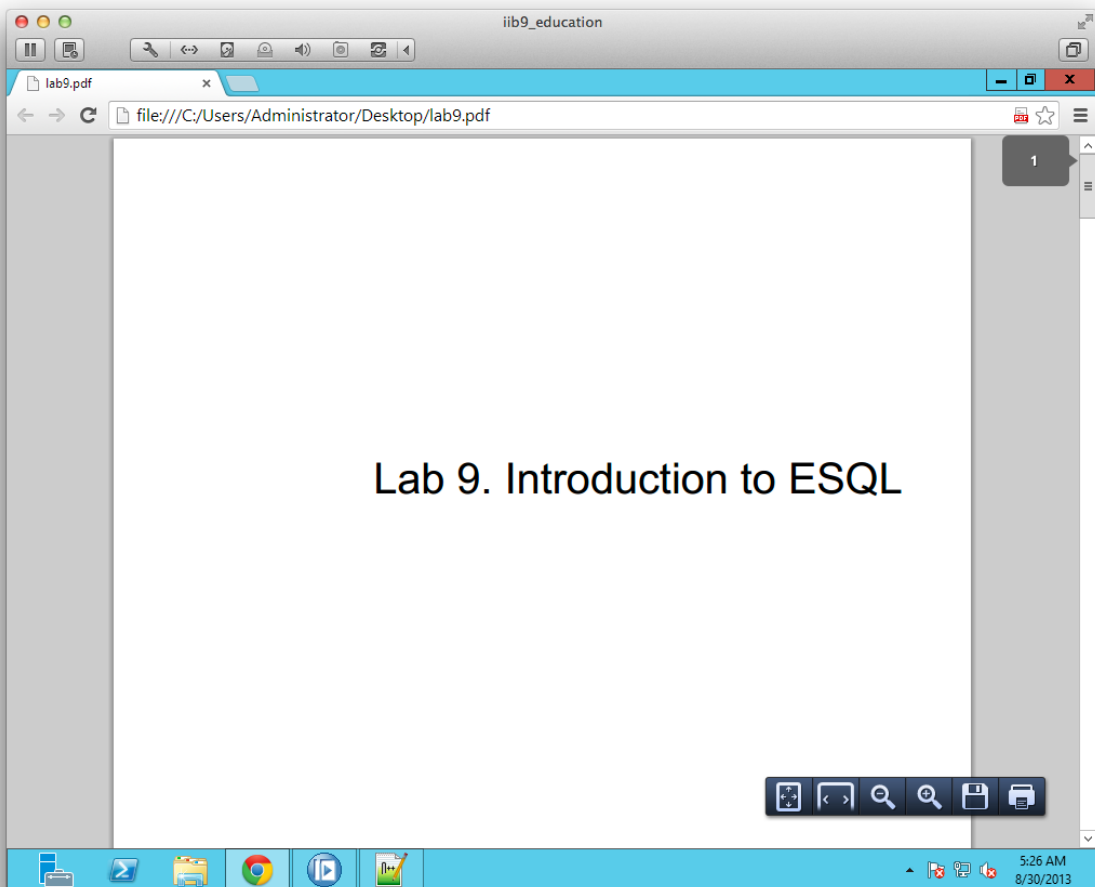 iib9_education
lab9.pdf
file:///C:/Users/Administrator/Desktop/lab9.pdf
PDF
1
Lab 9. Introduction to ESQL
5:26 AM
8/30/2013